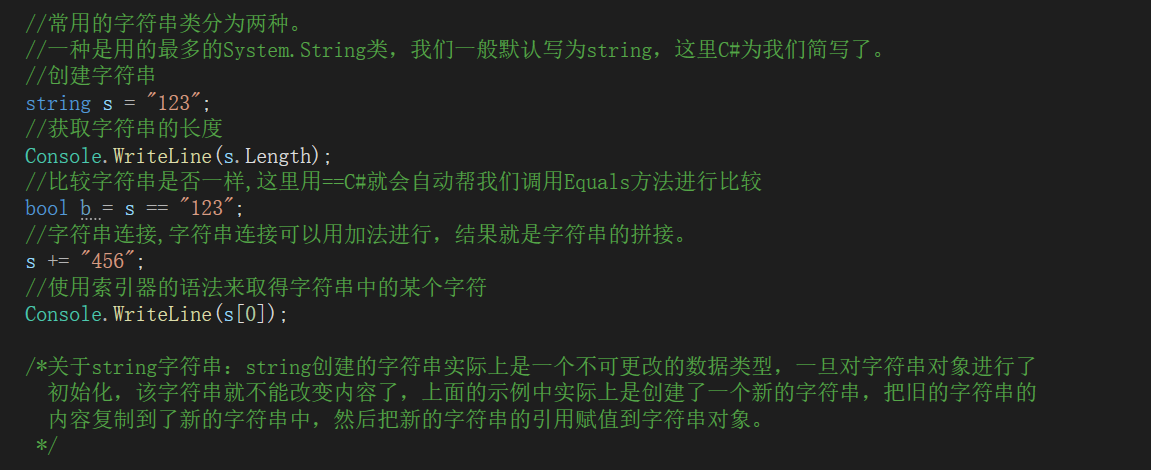 //常用的字符串类分为两种。
//一种是用的最多的System.String类，我们一般默认写为string，这里C#为我们简写了。
//创建字符串
string s = "123";
//获取字符串的长度
Console.WriteLine(s.Length);
//比较字符串是否一样,这里用==C#就会自动帮我们调用Equals方法进行比较
bool b = s == "123";
//字符串连接,字符串连接可以用加法进行，结果就是字符串的拼接。
s += "456";
//使用索引器的语法来取得字符串中的某个字符
Console.WriteLine(s[0]);
/*关于string字符串：string创建的字符串实际上是一个不可更改的数据类型，一旦对字符串对象进行了
初始化，该字符串就不能改变内容了，上面的示例中实际上是创建了一个新的字符串，把旧的字符串的
内容复制到了新的字符串中，然后把新的字符串的引用赋值到字符串对象。
*/